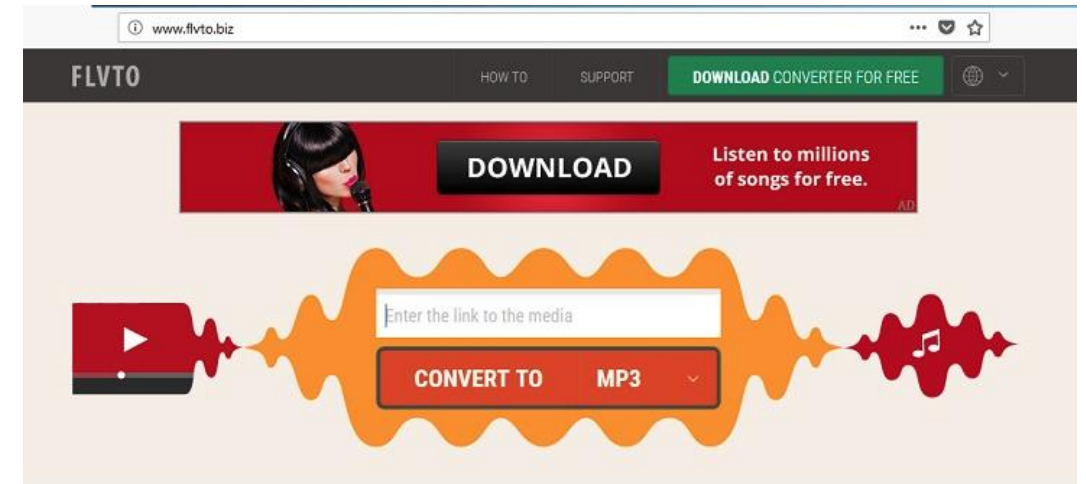 www.flvto.biz
FLVTO
HOW TO
SUPPORT
DOWNLOAD CONVERTER FOR FREE
DOWNLOAD
Listen to millions
of songs for free.
AD
Enter the link to the media
CONVERT TO MP3